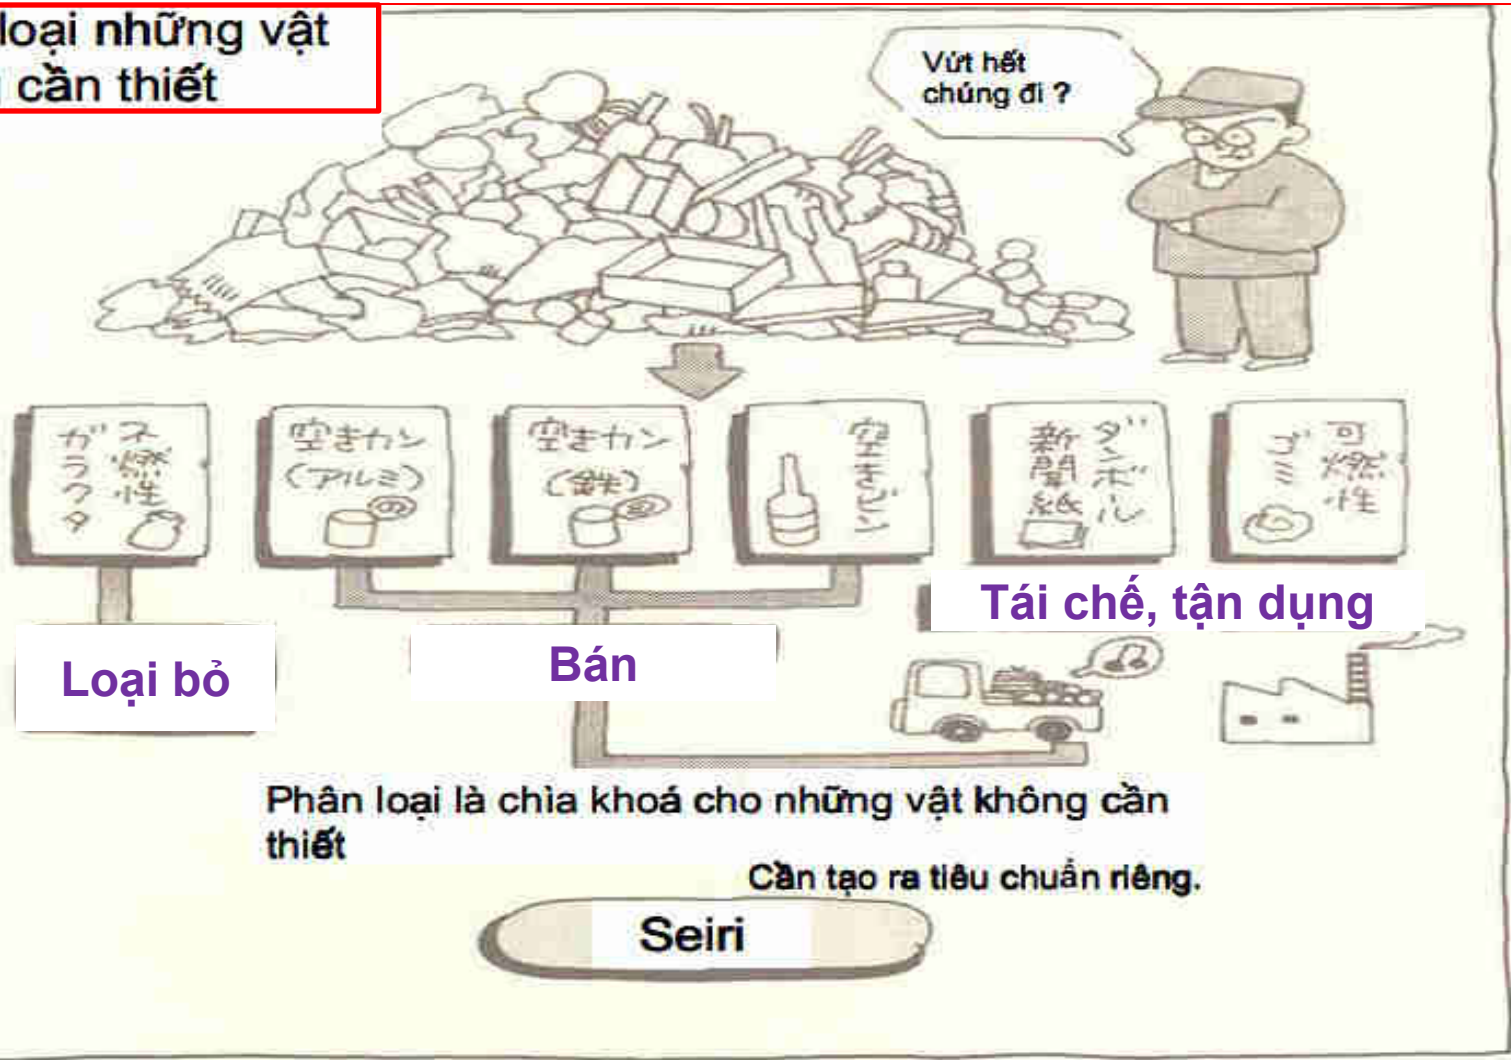 loại những vật
cần thiết
Vứt hết
chúng đi ?
不燃性
ガラクタ
空きカン
(アルミ)
空きカン
(鉄)
空きビン
ダンボール
新聞紙
可燃性
ゴミ
Loại bỏ
Bán
Tái chế, tận dụng
Phân loại là chìa khoá cho những vật không cần
thiết
Cần tạo ra tiêu chuẩn riêng.
Seiri